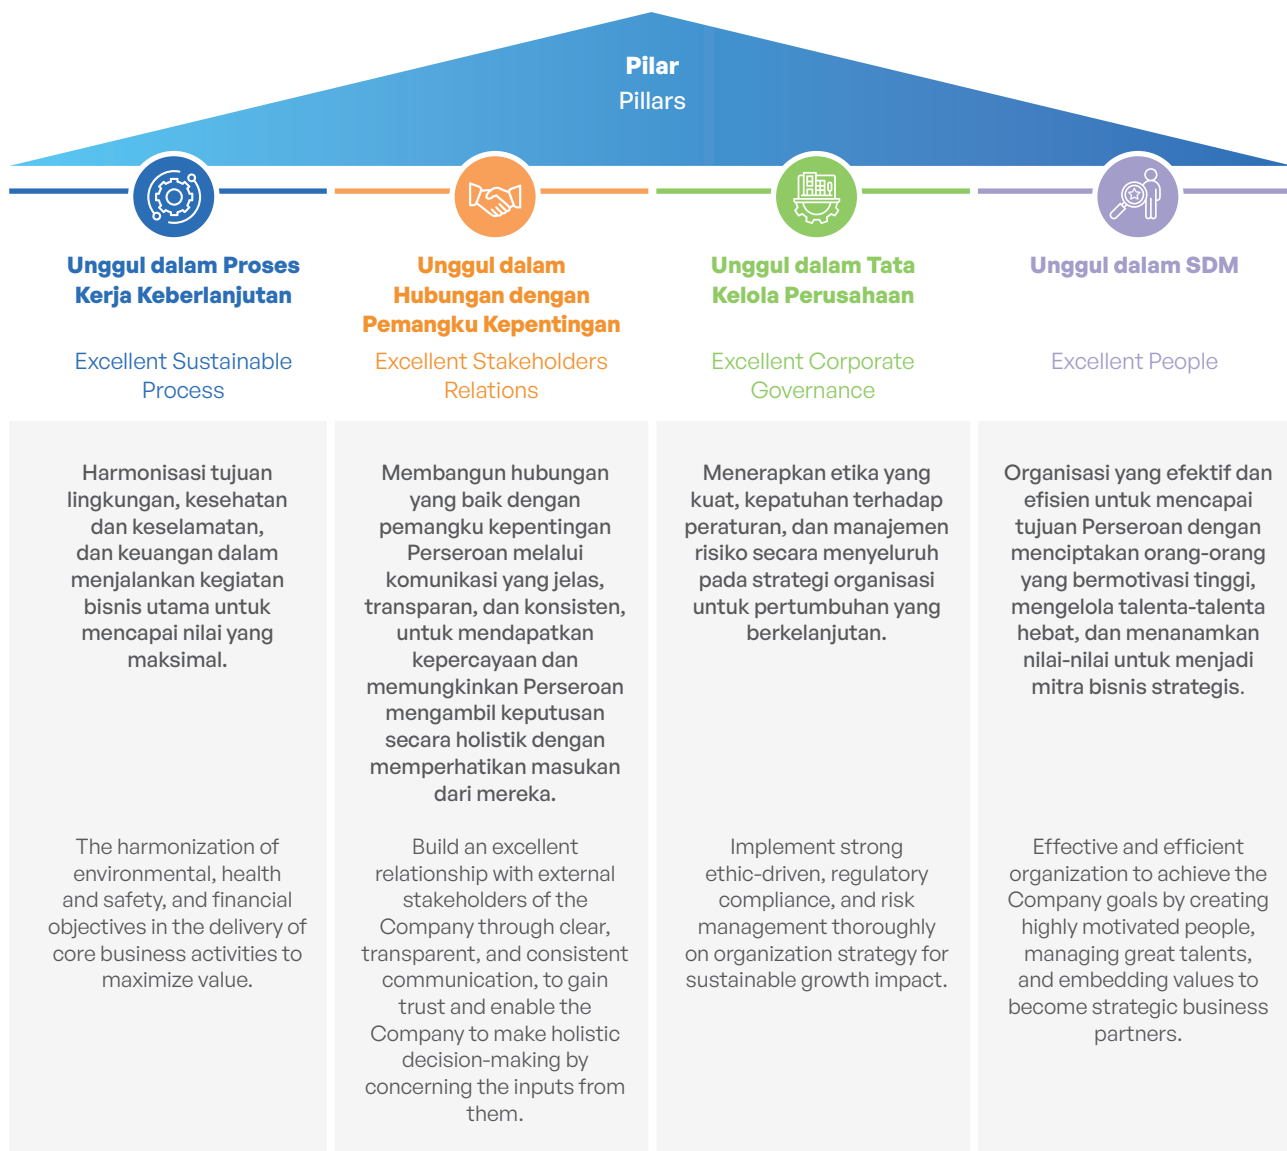 Pilar
Pillars
Unggul dalam Proses
Kerja Keberlanjutan
Excellent Sustainable
Process
Harmonisasi tujuan
lingkungan, kesehatan
dan keselamatan,
dan keuangan dalam
menjalankan kegiatan
bisnis utama untuk
mencapai nilai yang
maksimal.
The harmonization of
environmental, health
and safety, and financial
objectives in the delivery of
core business activities to
maximize value.
Unggul dalam
Hubungan dengan
Pemangku Kepentingan
Excellent Stakeholders
Relations
Membangun hubungan
yang baik dengan
pemangku kepentingan
Perseroan melalui
komunikasi yang jelas,
transparan, dan konsisten,
untuk mendapatkan
kepercayaan dan
memungkinkan Perseroan
mengambil keputusan
secara holistik dengan
memperhatikan masukan
dari mereka.
Build an excellent
relationship with external
stakeholders of the
Company through clear,
transparent, and consistent
communication, to gain
trust and enable the
Company to make holistic
decision-making by
concerning the inputs from
them.
Unggul dalam Tata
Kelola Perusahaan
Excellent Corporate
Governance
Menerapkan etika yang
kuat, kepatuhan terhadap
peraturan, dan manajemen
risiko secara menyeluruh
pada strategi organisasi
untuk pertumbuhan yang
berkelanjutan.
Implement strong
ethic-driven, regulatory
compliance, and risk
management thoroughly
on organization strategy for
sustainable growth impact.
Unggul dalam SDM
Excellent People
Organisasi yang efektif dan
efisien untuk mencapai
tujuan Perseroan dengan
menciptakan orang-orang
yang bermotivasi tinggi,
mengelola talenta-talenta
hebat, dan menanamkan
nilai-nilai untuk menjadi
mitra bisnis strategis.
Effective and efficient
organization to achieve the
Company goals by creating
highly motivated people,
managing great talents,
and embedding values to
become strategic business
partners.